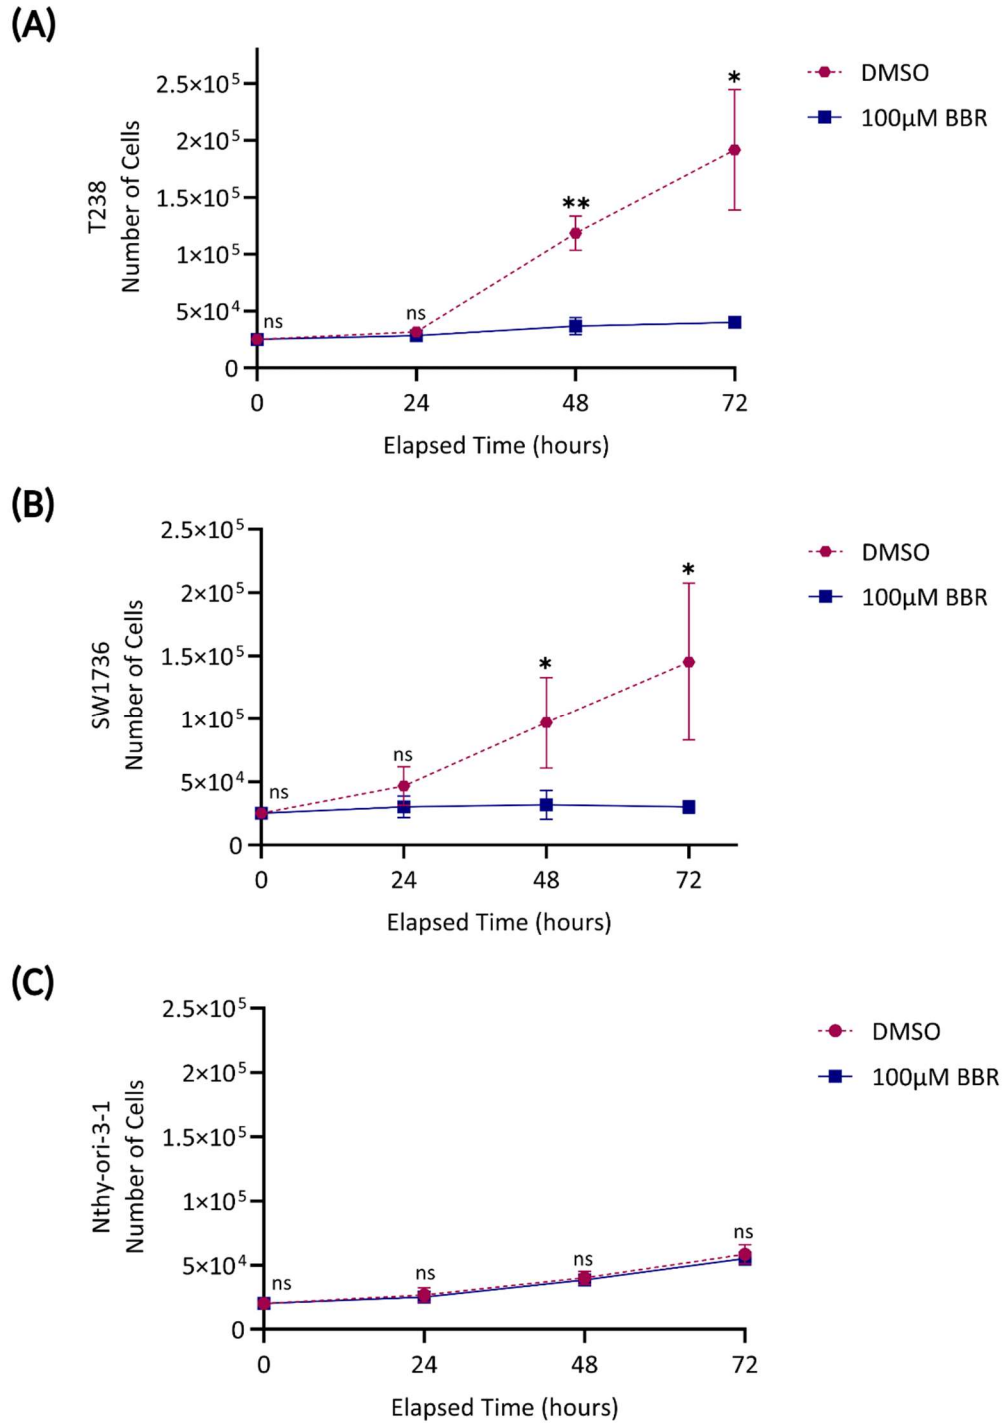 (A)
2.5×10⁵
2×10⁵
1.5×10⁵
1×10⁵
5×10⁴
0
T238
Number of Cells
ns
ns
**
*
0 24 48 72
Elapsed Time (hours)
DMSO
100µM BBR
(B)
2.5×10⁵
2×10⁵
1.5×10⁵
1×10⁵
5×10⁴
0
SW1736
Number of Cells
ns
ns
*
*
0 24 48 72
Elapsed Time (hours)
DMSO
100µM BBR
(C)
2.5×10⁵
2×10⁵
1.5×10⁵
1×10⁵
5×10⁴
0
Nthy-ori-3-1
Number of Cells
ns
ns
ns
ns
0 24 48 72
Elapsed Time (hours)
DMSO
100µM BBR